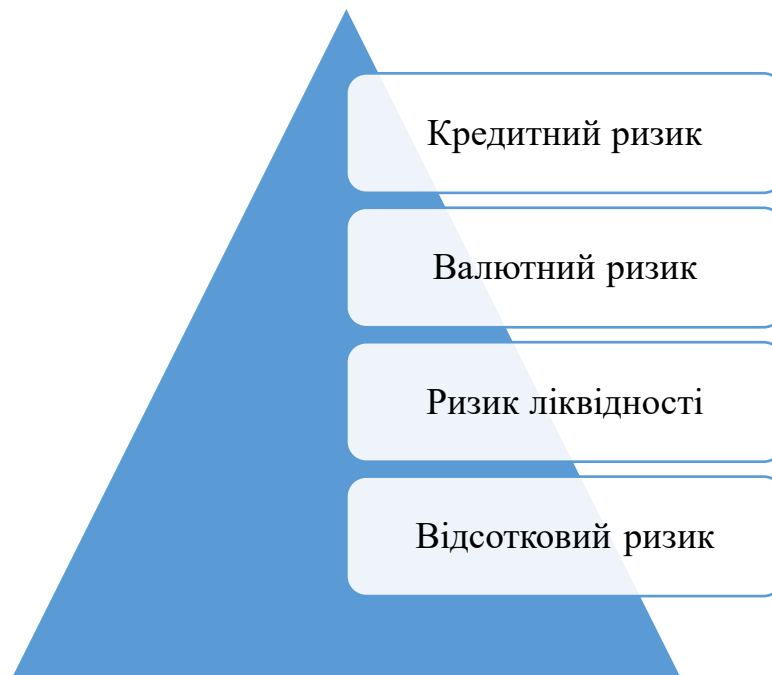 Кредитний ризик
Валютний ризик
Ризик ліквідності
Відсотковий ризик